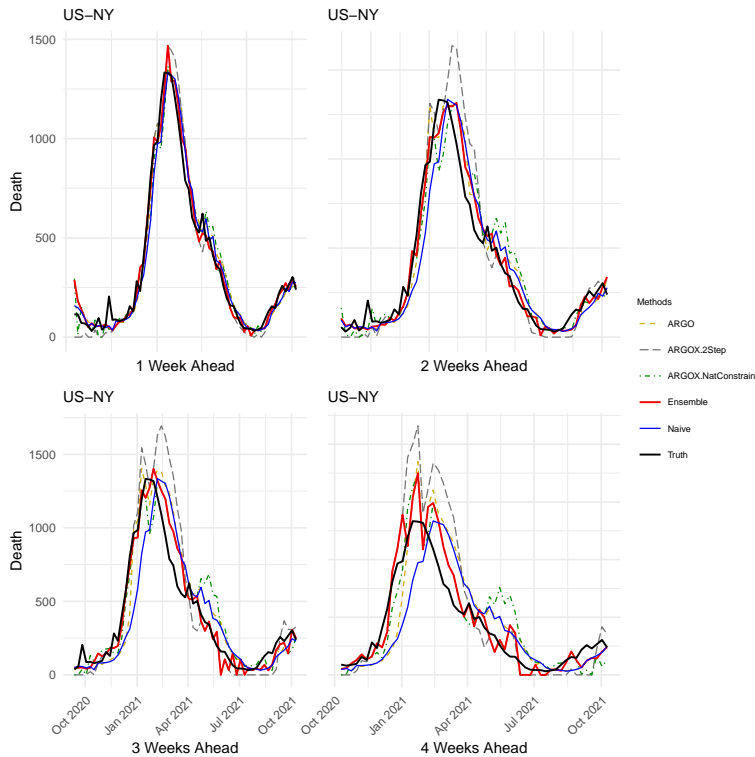 US−NY
US−NY
1500
1000
500
0
Death
1 Week Ahead
2 Weeks Ahead
Methods
ARGO
ARGOX.2Step
ARGOX.NatConstrain
Ensemble
Naive
Truth
US−NY
US−NY
1500
1000
500
0
Death
Oct 2020
Jan 2021
Apr 2021
Jul 2021
Oct 2021
Oct 2020
Jan 2021
Apr 2021
Jul 2021
Oct 2021
3 Weeks Ahead
4 Weeks Ahead